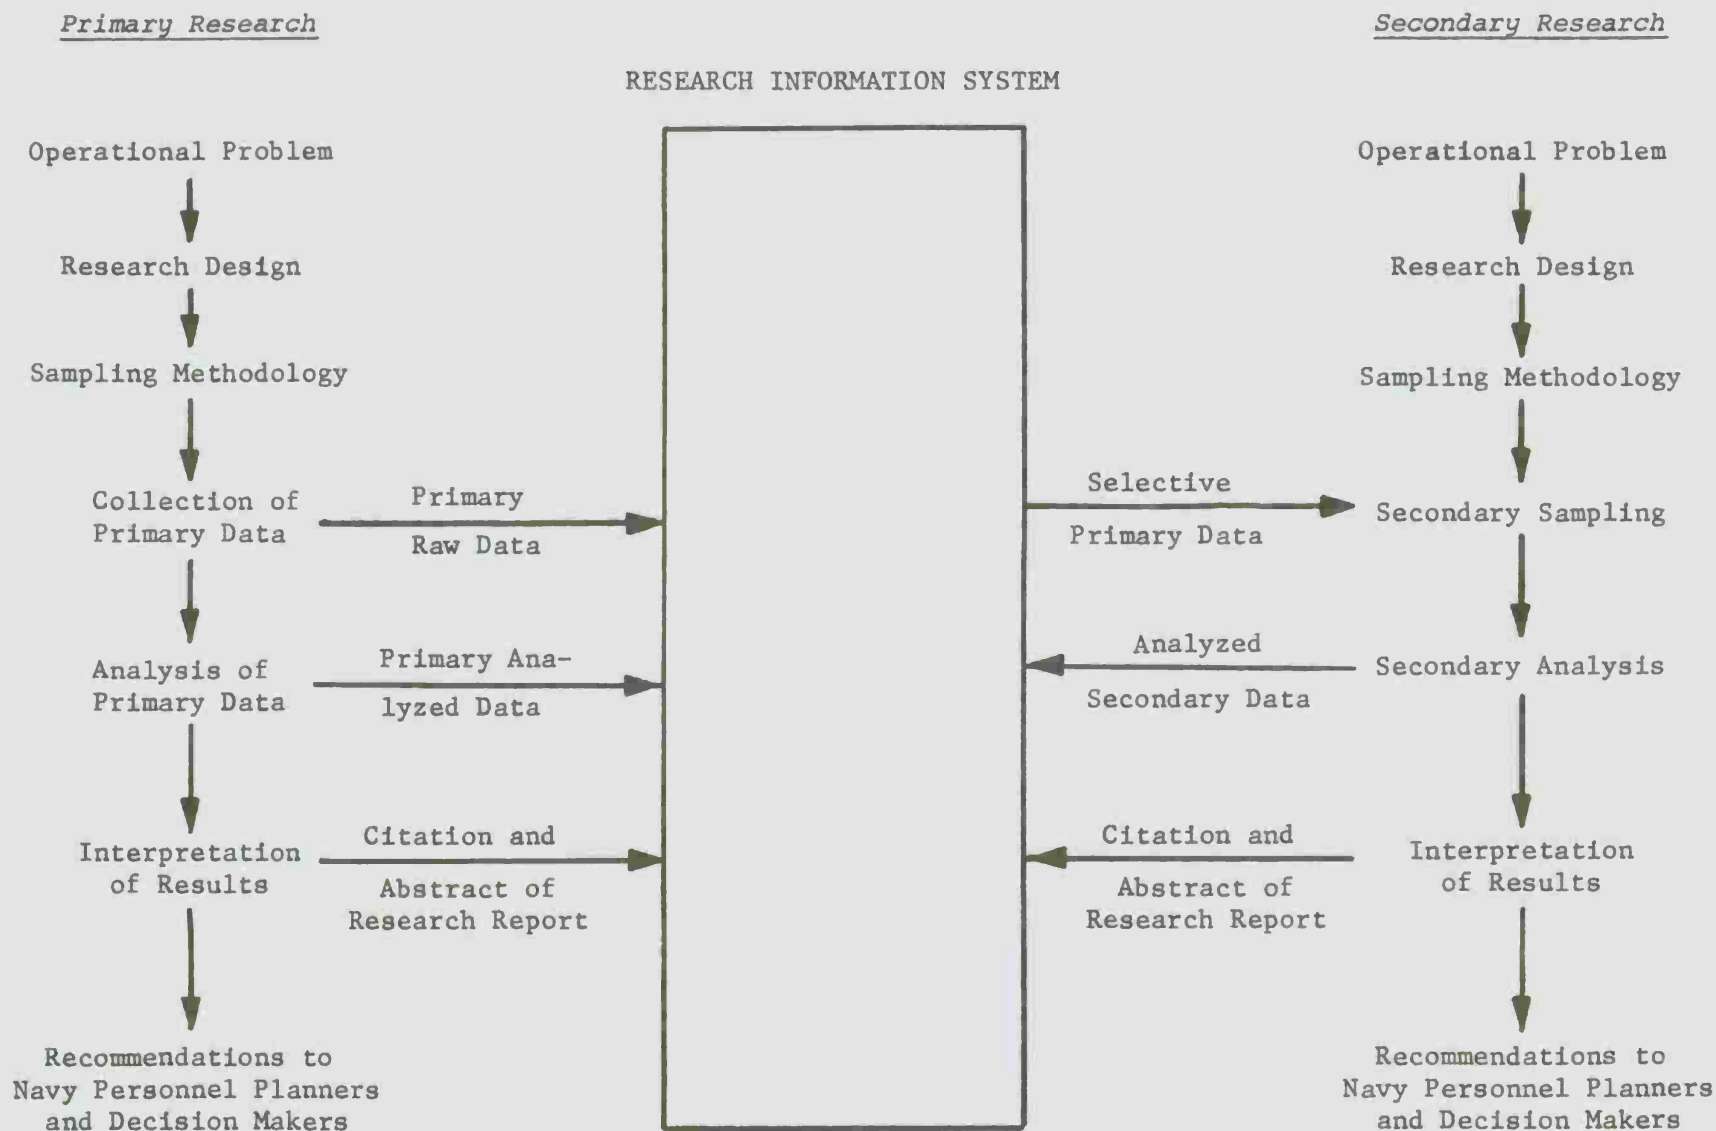 Primary Research
Secondary Research
RESEARCH INFORMATION SYSTEM
Operational Problem
Research Design
Sampling Methodology
Collection of
Primary Data
Primary
Raw Data
Analysis of
Primary Data
Primary Ana-
lyzed Data
Interpretation
of Results
Citation and
Abstract of
Research Report
Recommendations to
Navy Personnel Planners
and Decision Makers
Operational Problem
Research Design
Sampling Methodology
Selective
Primary Data
Secondary Sampling
Analyzed
Secondary Data
Secondary Analysis
Citation and
Abstract of
Research Report
Interpretation
of Results
Recommendations to
Navy Personnel Planners
and Decision Makers